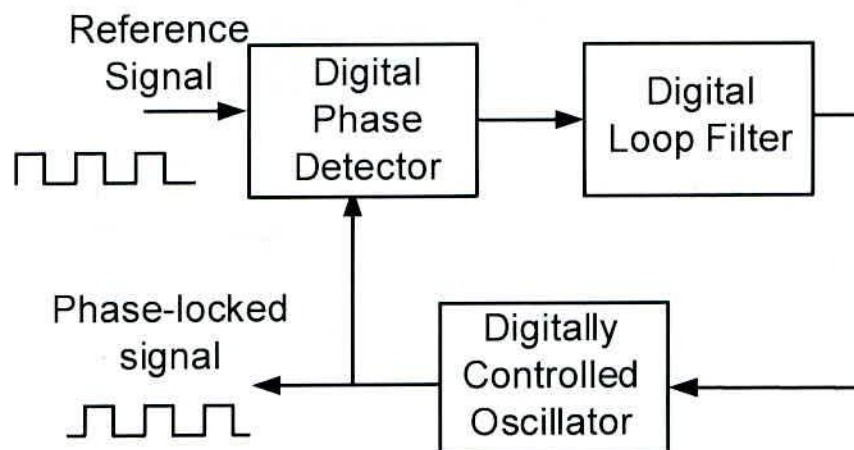 Reference
Signal
Digital
Phase
Detector
Digital
Loop Filter
Phase-locked
signal
Digitally
Controlled
Oscillator